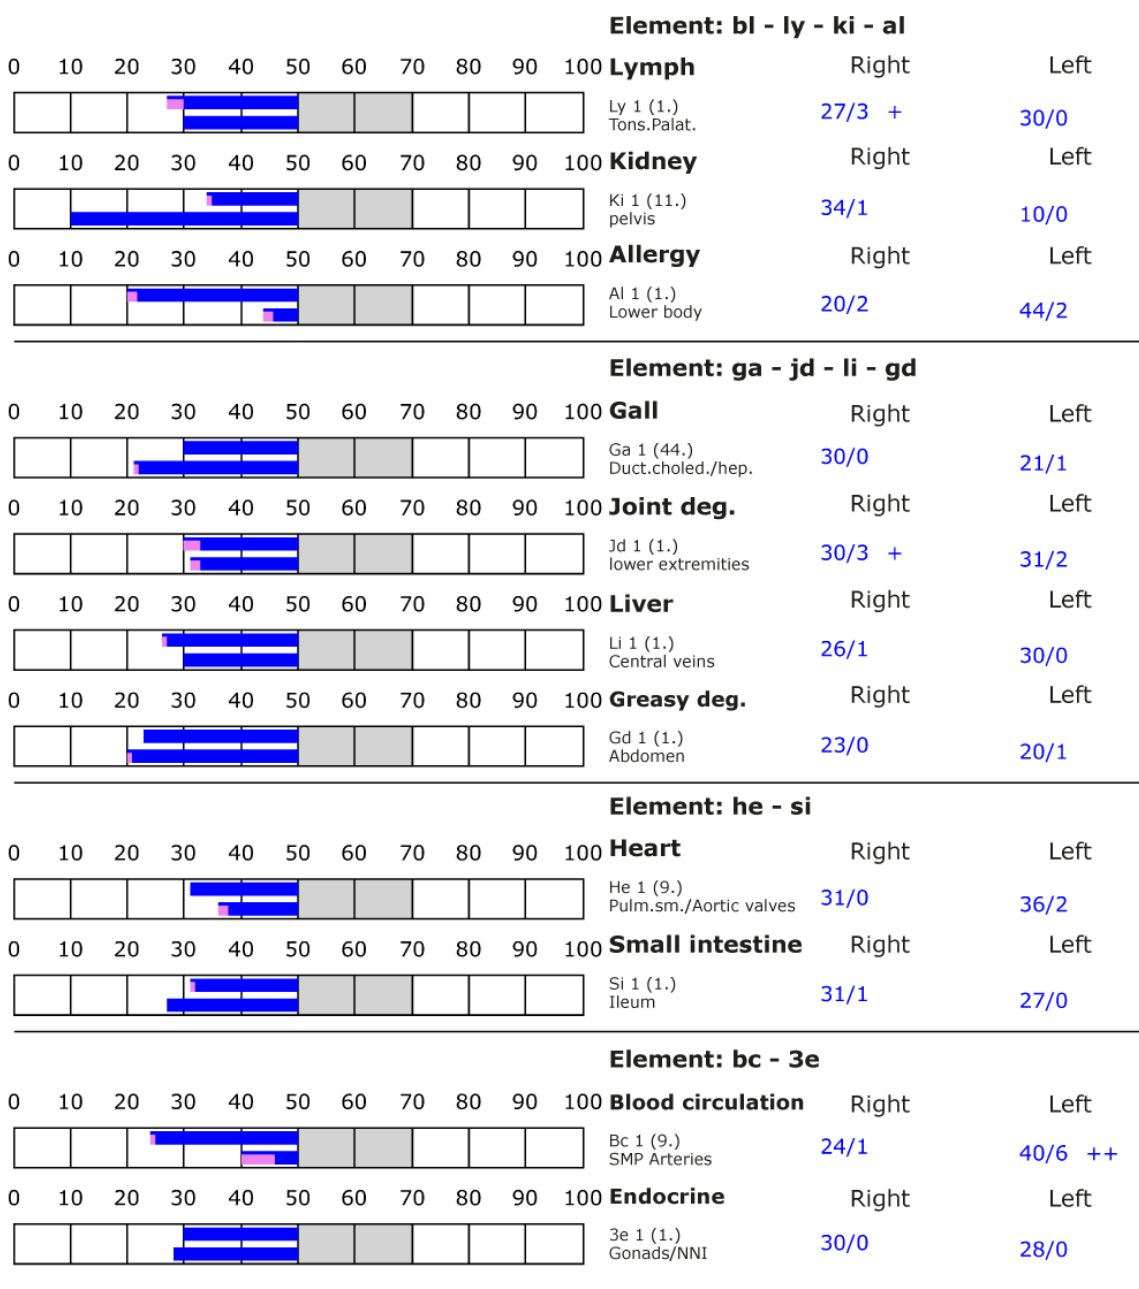 Element: bl - ly - ki - al
0 10 20 30 40 50 60 70 80 90 100 Lymph Right Left
Ly 1 (1.) 27/3 + 30/0
Tons.Palat.
0 10 20 30 40 50 60 70 80 90 100 Kidney Right Left
Ki 1 (11.) 34/1 10/0
pelvis
0 10 20 30 40 50 60 70 80 90 100 Allergy Right Left
Al 1 (1.) 20/2 44/2
Lower body
Element: ga - jd - li - gd
0 10 20 30 40 50 60 70 80 90 100 Gall Right Left
Ga 1 (44.) 30/0 21/1
Duct.choled./hep.
0 10 20 30 40 50 60 70 80 90 100 Joint deg. Right Left
Jd 1 (1.) 30/3 + 31/2
lower extremities
0 10 20 30 40 50 60 70 80 90 100 Liver Right Left
Li 1 (1.) 26/1 30/0
Central veins
0 10 20 30 40 50 60 70 80 90 100 Greasy deg. Right Left
Gd 1 (1.) 23/0 20/1
Abdomen
Element: he - si
0 10 20 30 40 50 60 70 80 90 100 Heart Right Left
He 1 (9.) 31/0 36/2
Pulm.sm./Aortic valves
0 10 20 30 40 50 60 70 80 90 100 Small intestine Right Left
Si 1 (1.) 31/1 27/0
Ileum
Element: bc - 3e
0 10 20 30 40 50 60 70 80 90 100 Blood circulation Right Left
Bc 1 (9.) 24/1 40/6 ++
SMP Arteries
0 10 20 30 40 50 60 70 80 90 100 Endocrine Right Left
3e 1 (1.) 30/0 28/0
Gonads/NNI